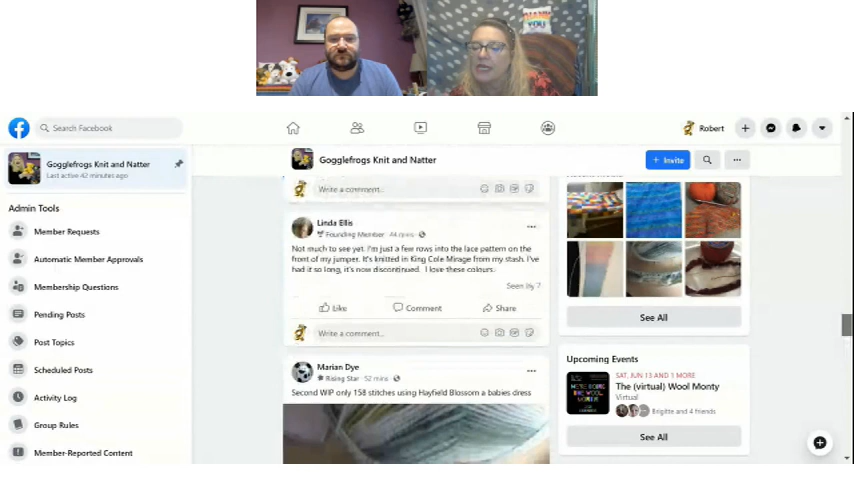 THANK YOU
Search Facebook
Robert
Gogglefrogs Knit and Natter
Last active 42 minutes ago
Gogglefrogs Knit and Natter
+ Invite
Admin Tools
Member Requests
Automatic Member Approvals
Membership Questions
Pending Posts
Post Topics
Scheduled Posts
Activity Log
Group Rules
Member-Reported Content
Write a comment...
Linda Ellis
Founding Member · 44 mins ·
Not much to see yet. I'm just a few rows into the lace pattern on the
front of my jumper. It's knitted in King Cole Mirage from my stash. I've
had it so long, it's now discontinued. I love these colours.
Seen by 7
Like Comment Share
Write a comment...
Marian Dye
Rising Star · 52 mins ·
Second WIP only 158 stitches using Hayfield Blossom a babies dress
See All
Upcoming Events
SAT, JUN 13 AND 1 MORE
The (virtual) Wool Monty
Virtual
Brigitte and 4 friends
See All